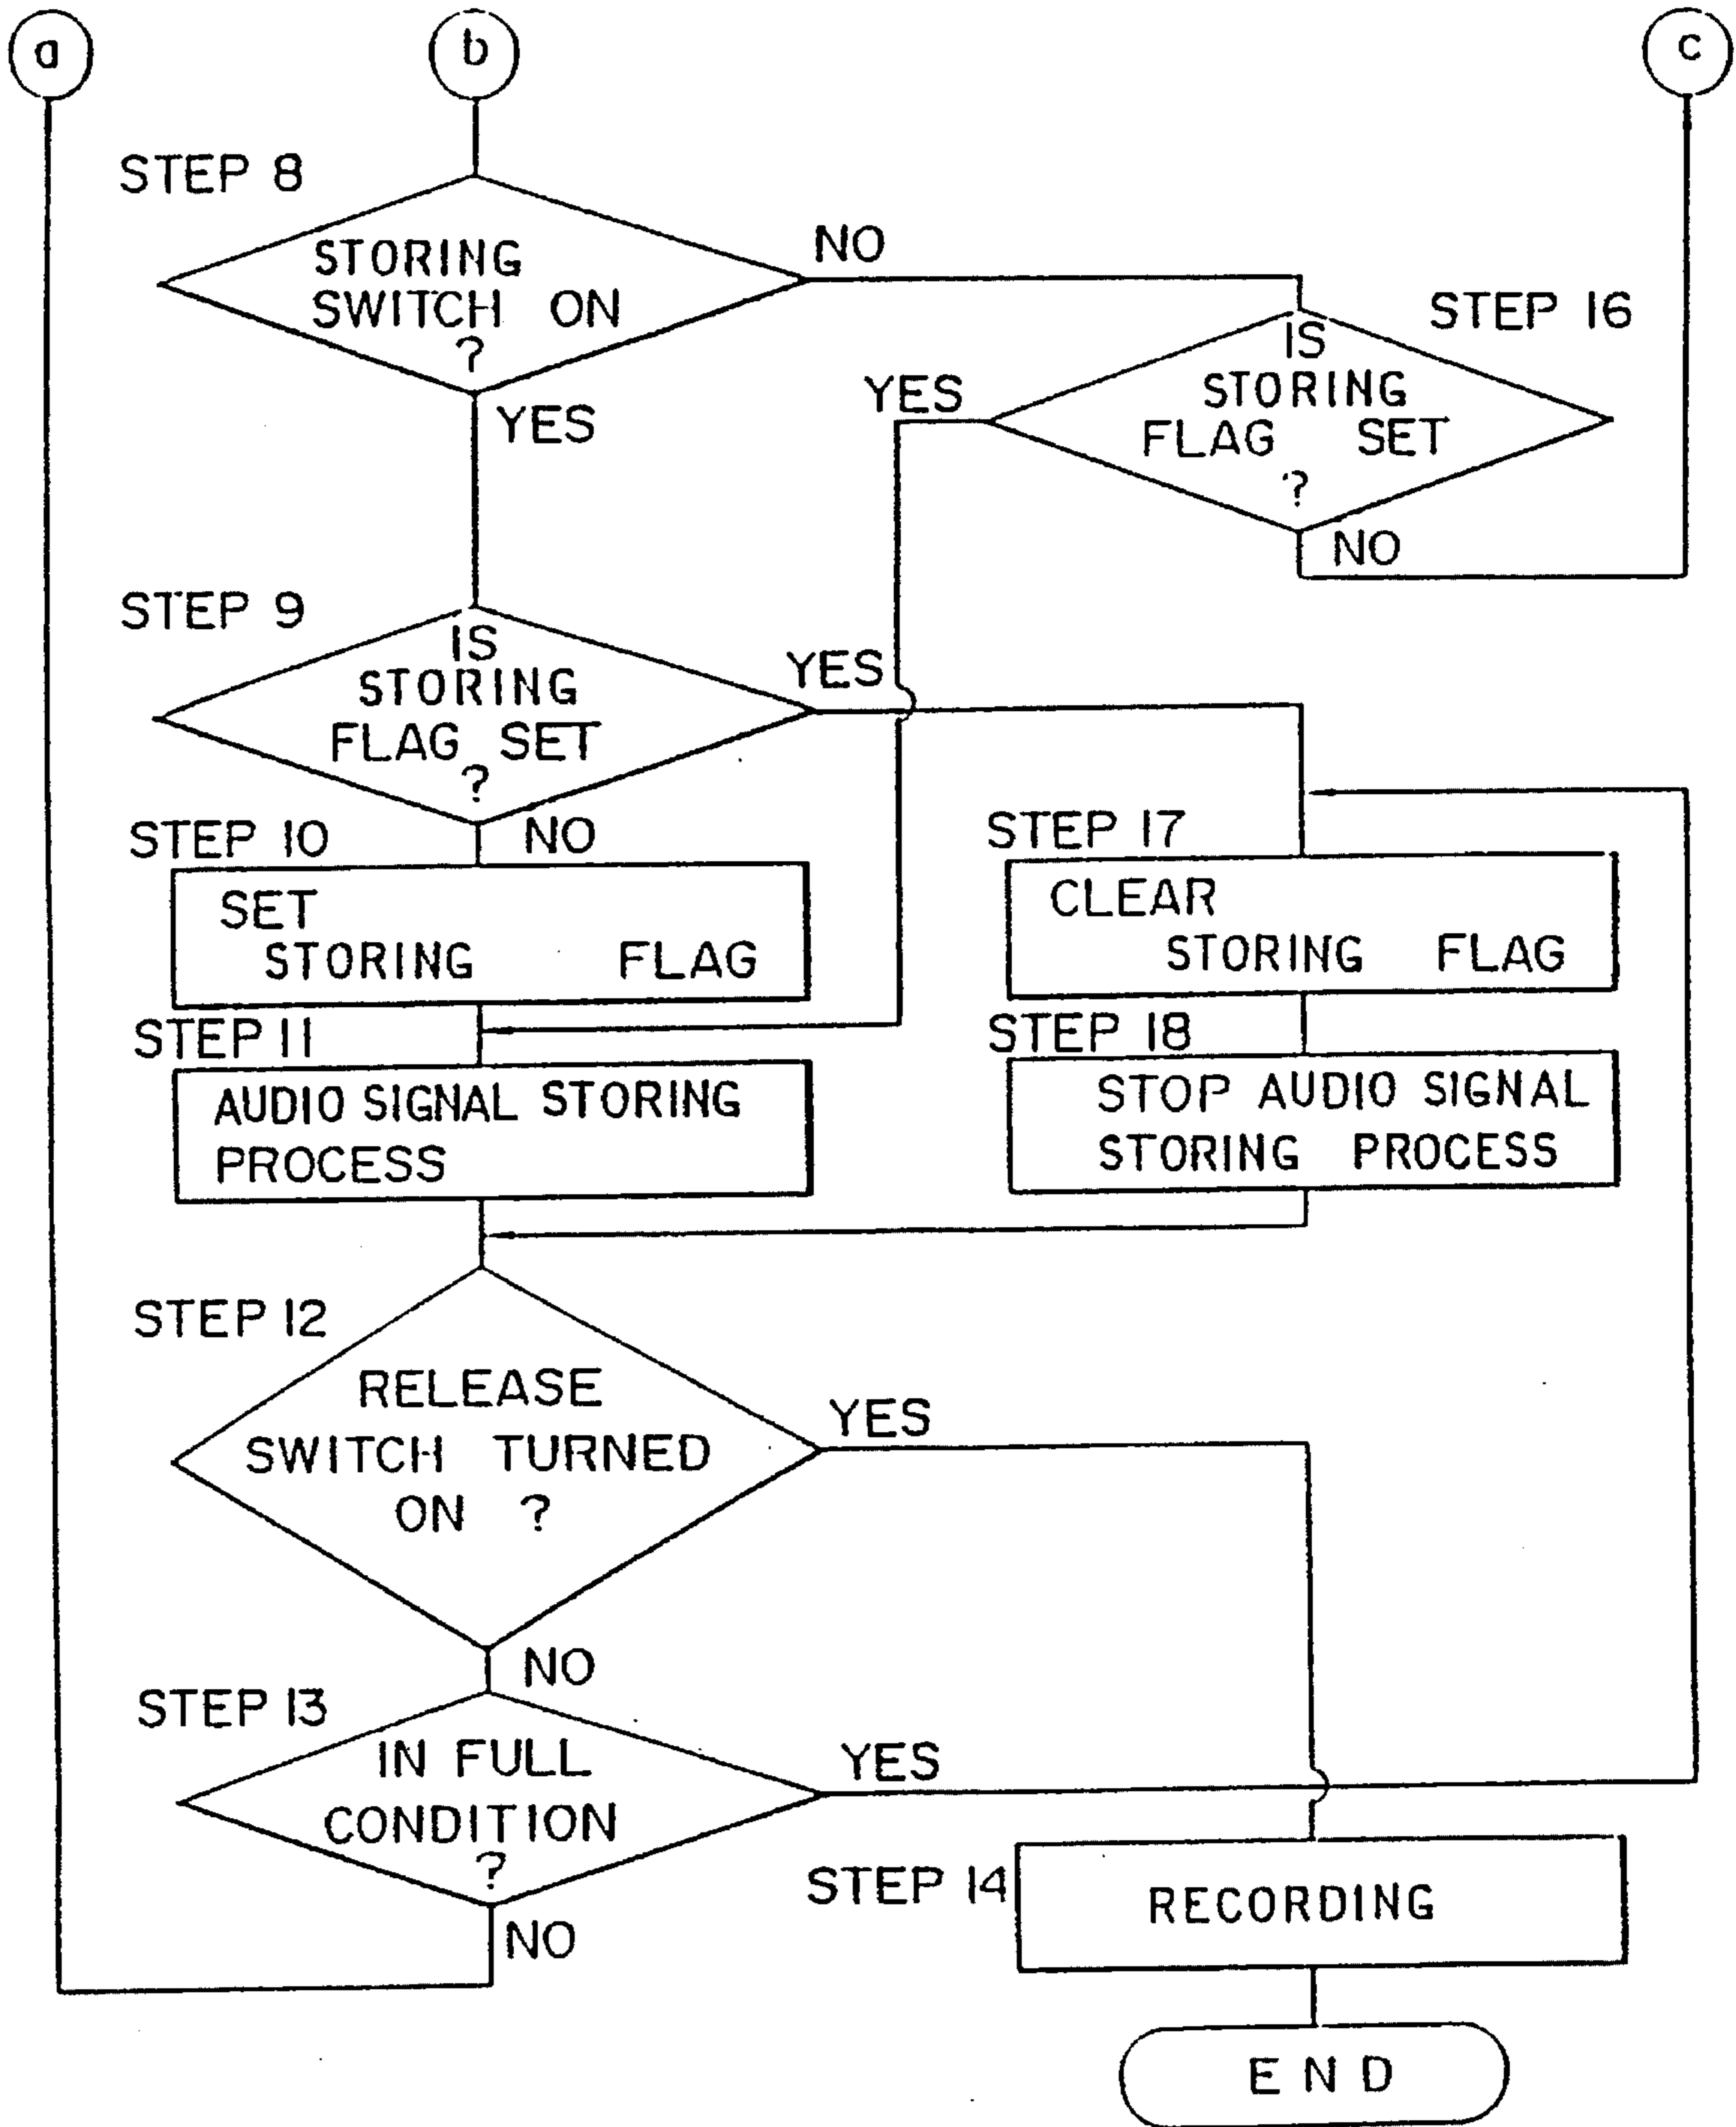 a
b
c
STEP 8
STORING
SWITCH ON
?
NO
YES
STEP 16
IS
STORING
FLAG SET
?
YES
NO
STEP 9
IS
STORING
FLAG SET
?
YES
NO
STEP 10
SET
STORING FLAG
STEP 17
CLEAR
STORING FLAG
STEP 11
AUDIO SIGNAL STORING
PROCESS
STEP 18
STOP AUDIO SIGNAL
STORING PROCESS
STEP 12
RELEASE
SWITCH TURNED
ON ?
YES
NO
STEP 13
IN FULL
CONDITION
?
YES
NO
STEP 14
RECORDING
END